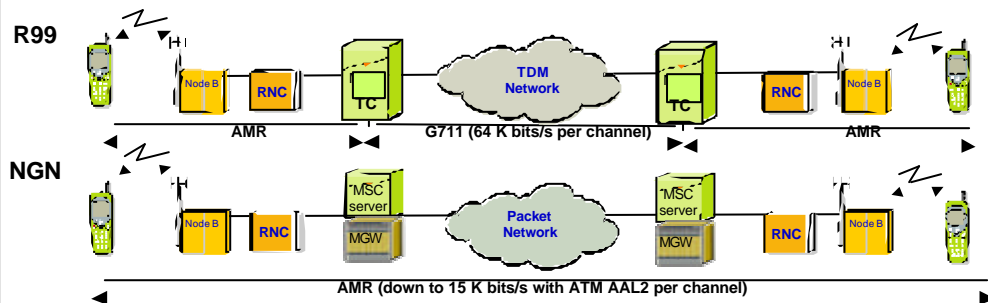 R99
Node B
RNC
TC
TDM
Network
TC
RNC
Node B
AMR
G711 (64 K bits/s per channel)
AMR
NGN
Node B
RNC
MSC
server
MGW
Packet
Network
MSC
server
MGW
RNC
Node B
AMR (down to 15 K bits/s with ATM AAL2 per channel)